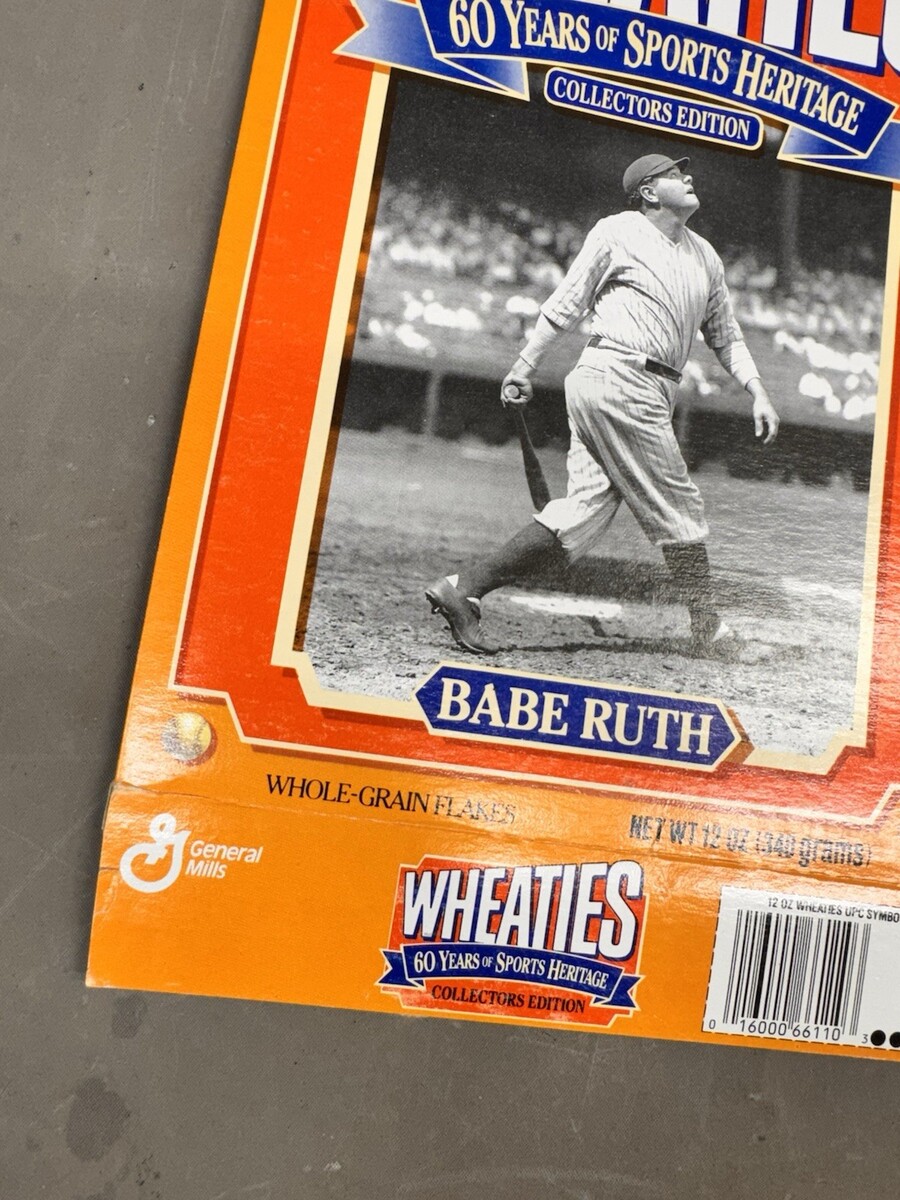 60 YEARS OF SPORTS HERITAGE
COLLECTORS EDITION
BABE RUTH
WHOLE-GRAIN FLAKES
NET WT 12 OZ (340 grams)
General
Mills
WHEATIES
60 YEARS OF SPORTS HERITAGE
COLLECTORS EDITION
12 OZ WHEATIES UPC SYMBO
0 16000 66110 3